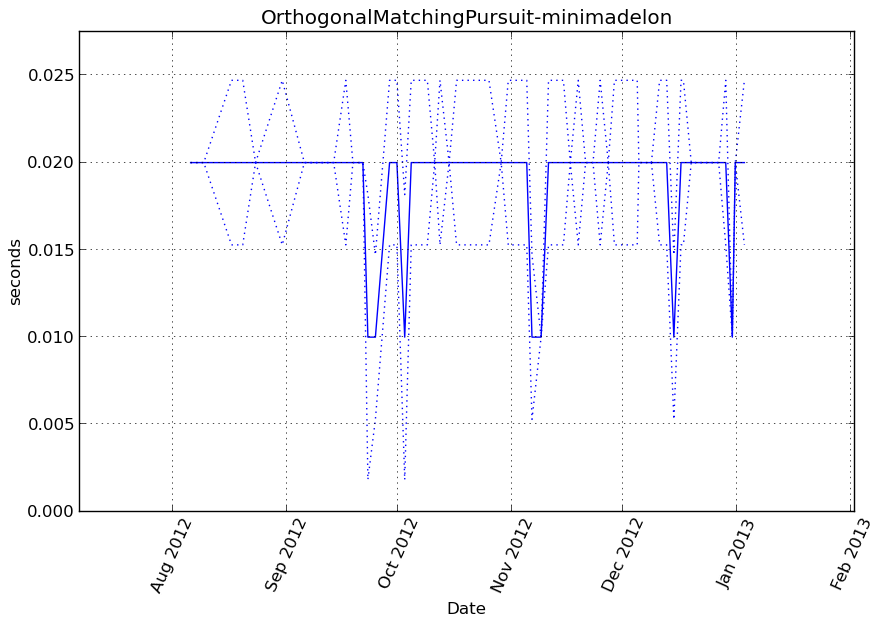 OrthogonalMatchingPursuit-minimadelon
0.025
0.020
0.015
0.010
0.005
0.000
seconds
Aug 2012
Sep 2012
Oct 2012
Nov 2012
Dec 2012
Jan 2013
Feb 2013
Date